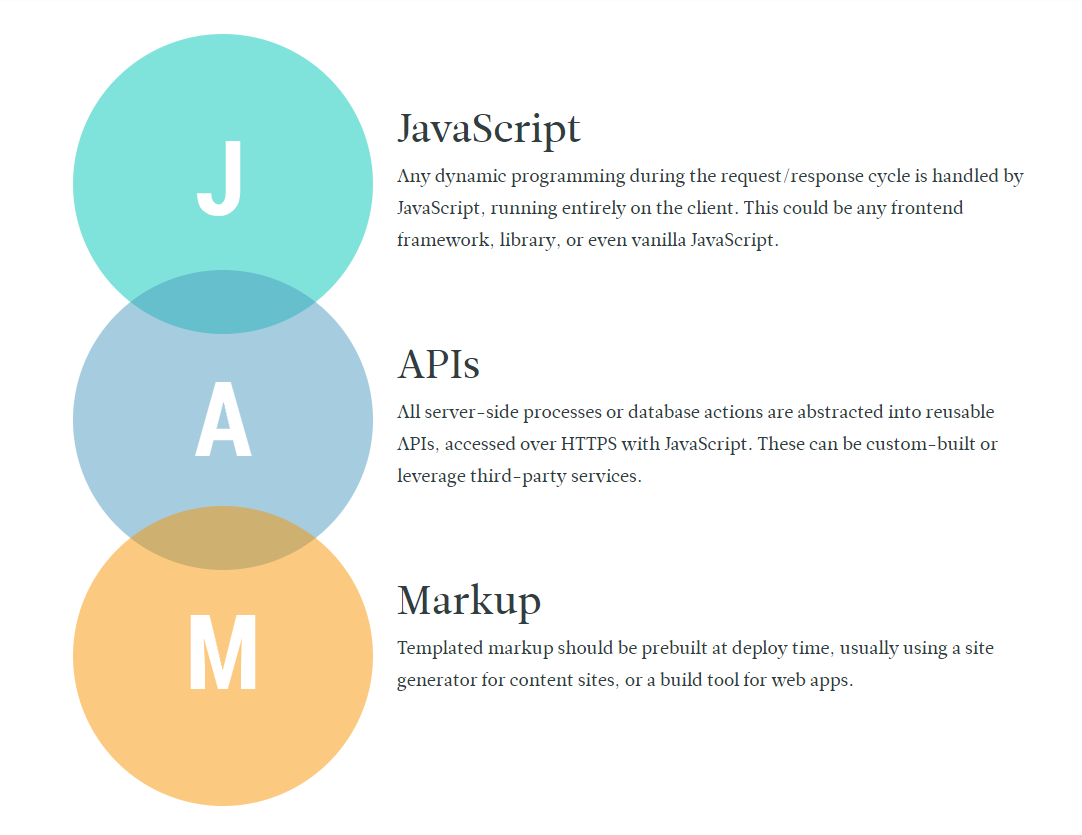 J
JavaScript
Any dynamic programming during the request/response cycle is handled by
JavaScript, running entirely on the client. This could be any frontend
framework, library, or even vanilla JavaScript.
A
APIs
All server-side processes or database actions are abstracted into reusable
APIs, accessed over HTTPS with JavaScript. These can be custom-built or
leverage third-party services.
M
Markup
Templated markup should be prebuilt at deploy time, usually using a site
generator for content sites, or a build tool for web apps.